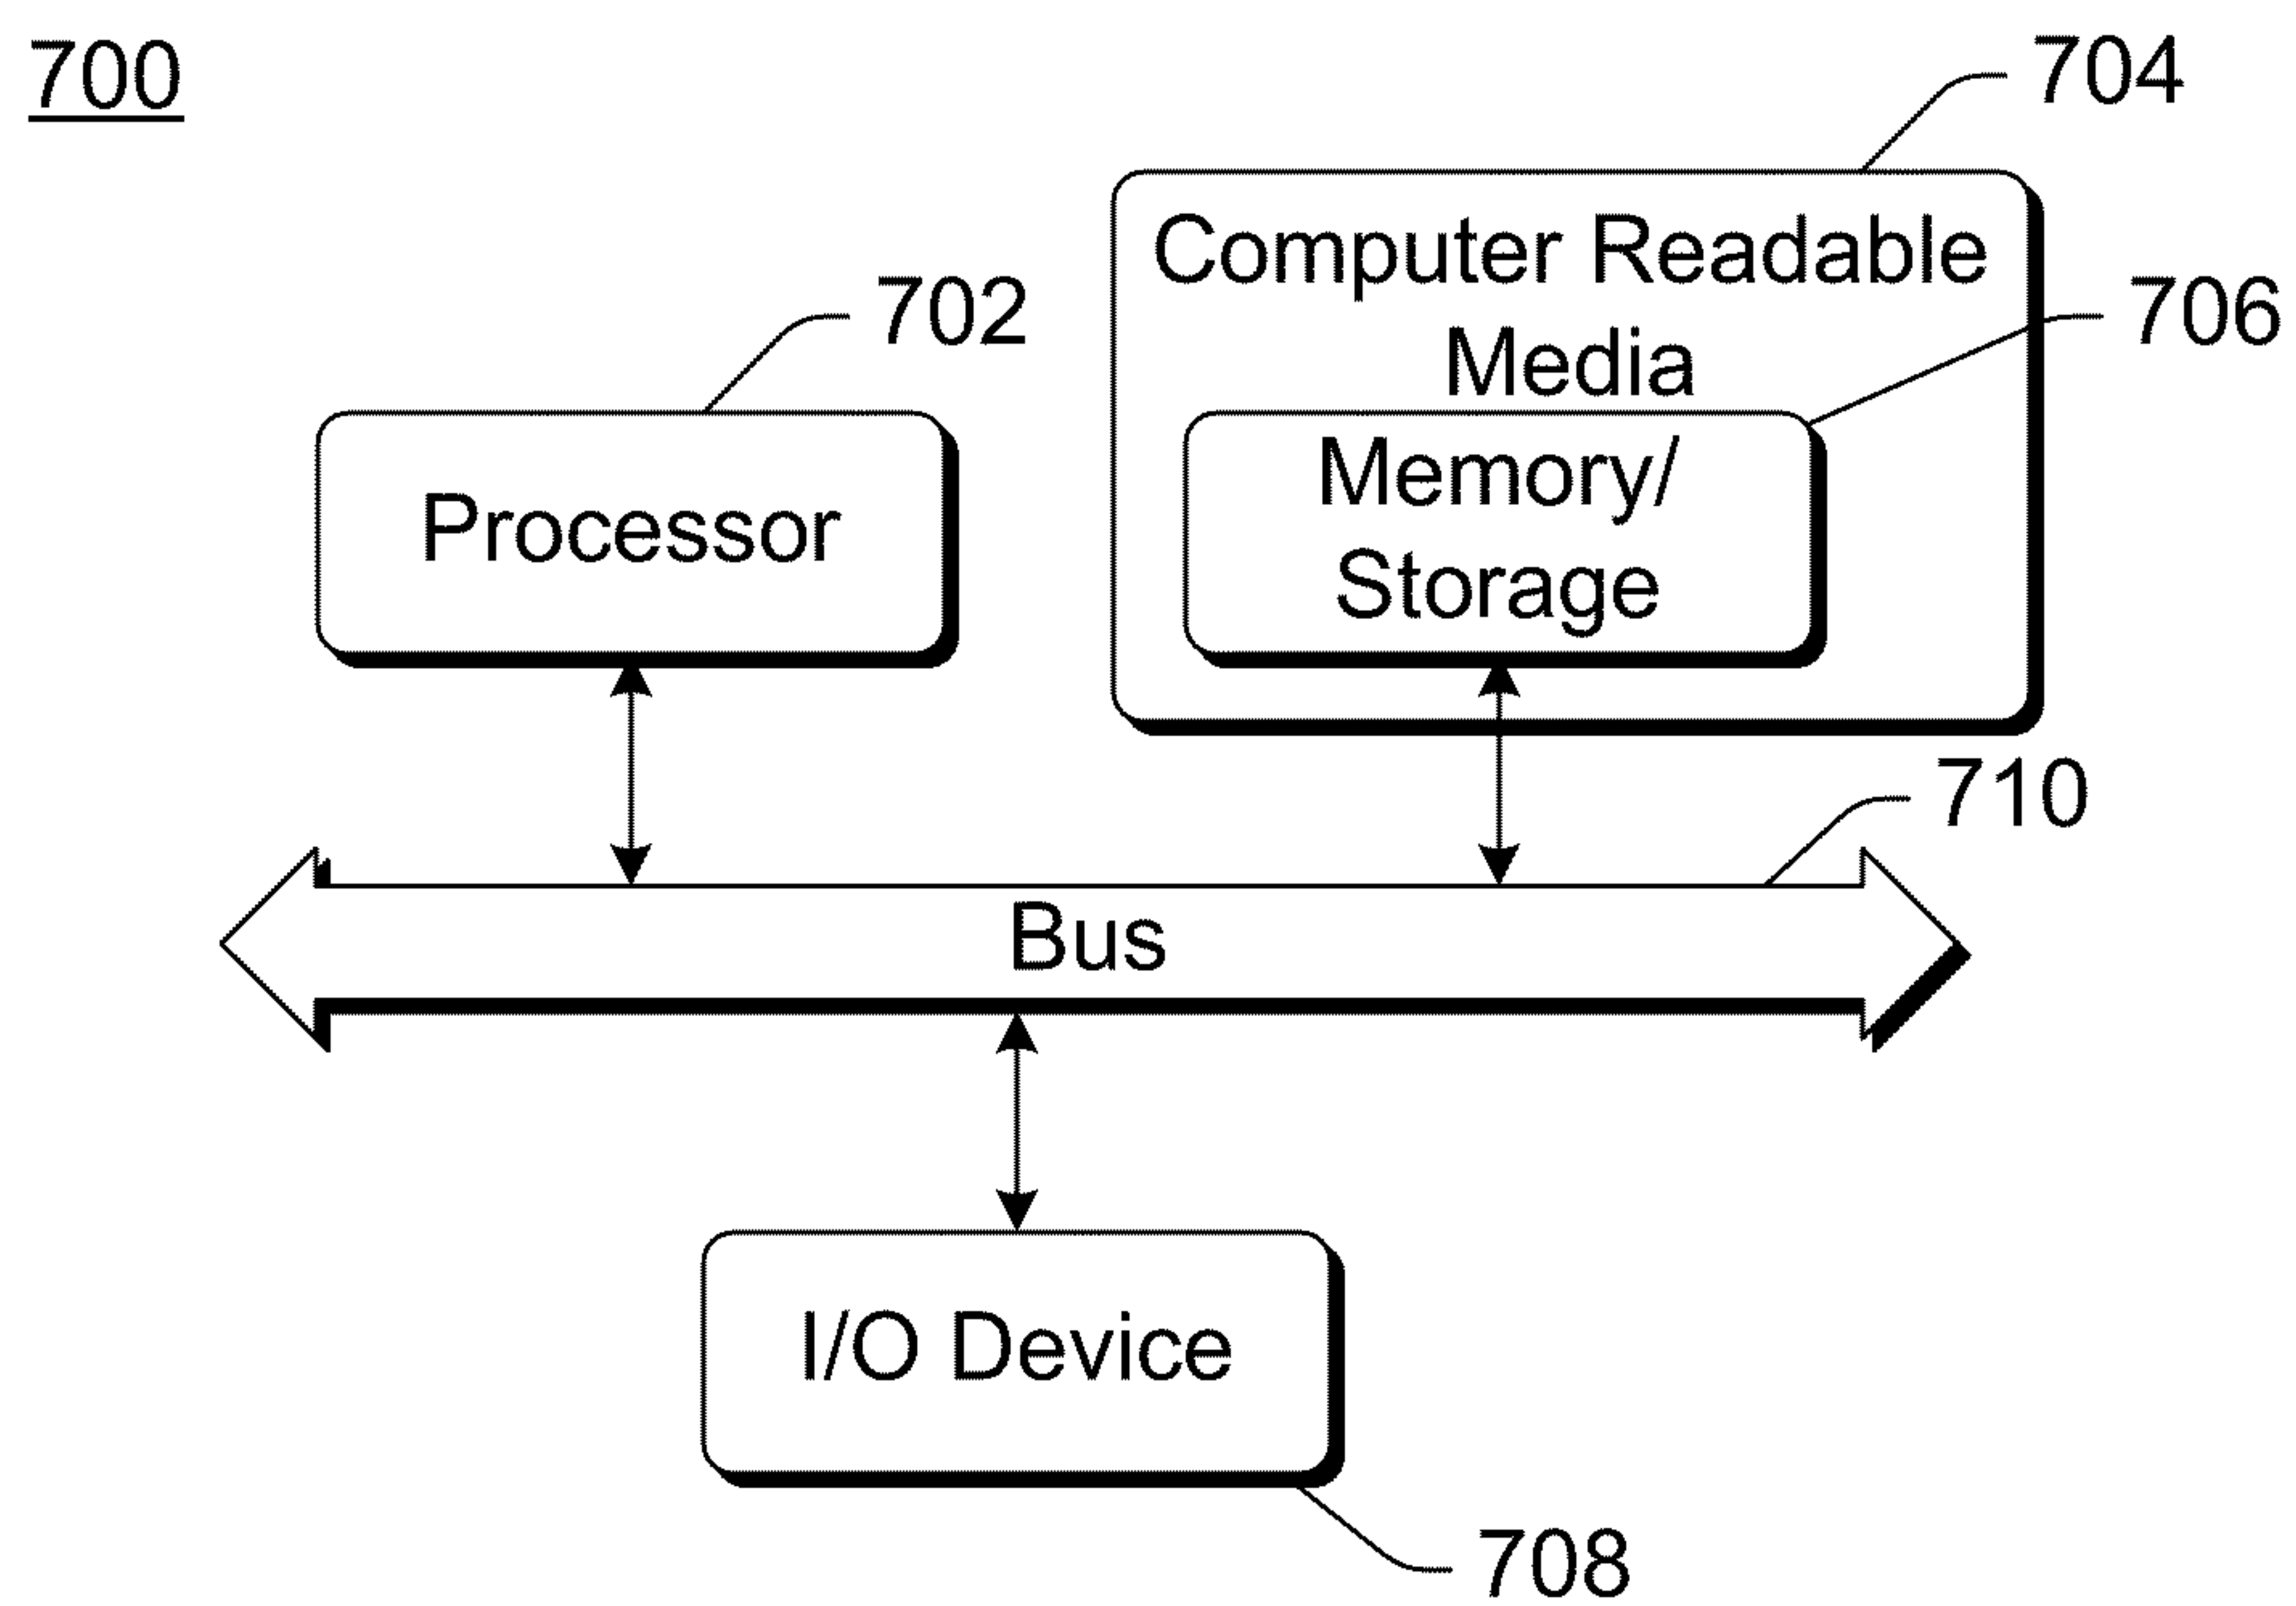 700
704
Computer Readable
Media
702
706
Processor
Memory/
Storage
710
Bus
I/O Device
708